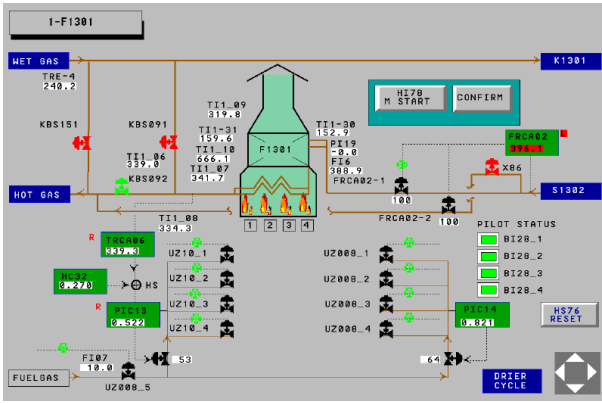 1-F1301
WET GAS
K1301
TRE-4
240.2
TI1_09
319.8
HI78
M START
CONFIRM
KBS151
KBS091
TI1-31
159.6
TI1-30
152.9
FRCA02
396.1
TI1_06
339.0
TI1_10
666.1
F1301
PI19
-0.0
TI1_07
341.7
FI6
388.9
X86
KBS092
FRCA02-1
HOT GAS
S1302
100
100
1
2
3
4
FRCA02-2
TI1_08
334.3
PILOT STATUS
R
TRCA06
339.3
UZ10_1
UZ008_1
BI28_1
BI28_2
HC32
0.270
HS
UZ10_2
UZ008_2
BI28_3
BI28_4
R
PIC13
0.522
UZ10_3
UZ008_3
PIC14
0.821
HS76
RESET
UZ10_4
UZ008_4
FI07
10.0
53
64
FUELGAS
UZ008_5
DRIER
CYCLE